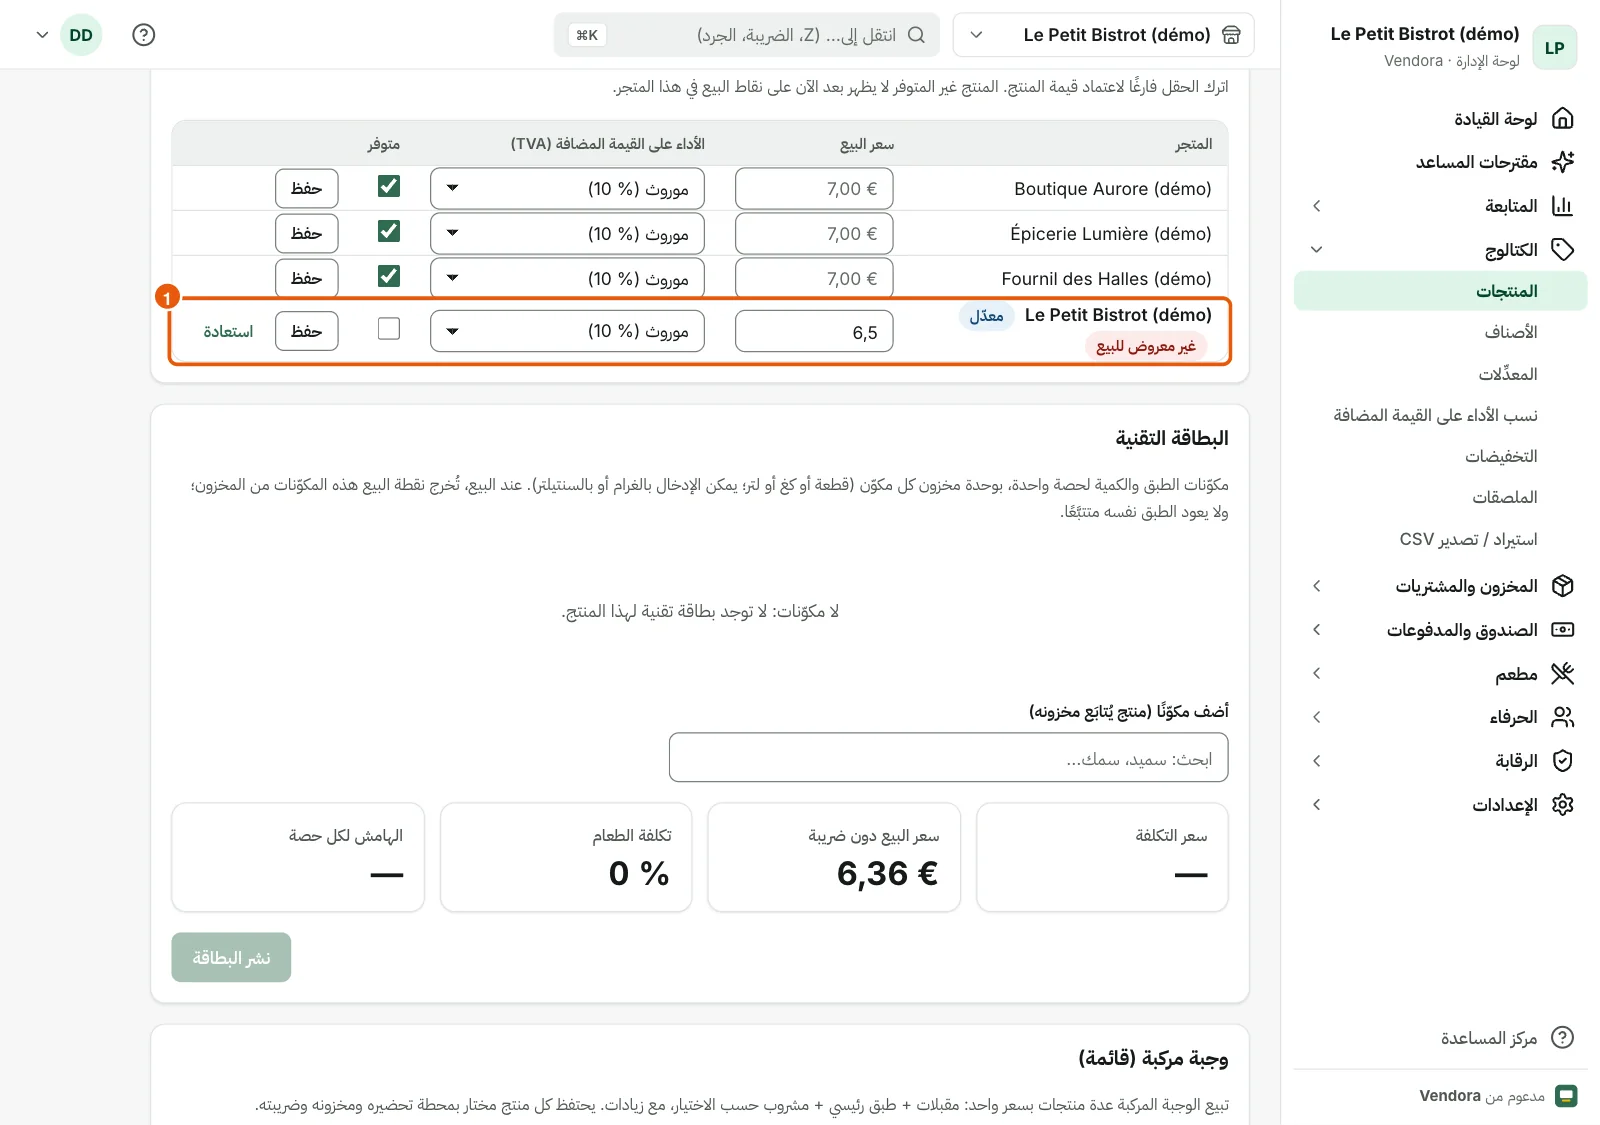 Le Petit Bistrot (démo)
لوحة الإدارة · Vendora
LP
Le Petit Bistrot (démo)
انتقل إلى... (Z، الضريبة، الجرد)
⌘K
DD
لوحة القيادة
مقترحات المساعد
المتابعة
الكتالوج
المنتجات
الأصناف
المعدِّلات
نسب الأداء على القيمة المضافة
التخفيضات
الملصقات
استيراد / تصدير CSV
المخزون والمشتريات
الصندوق والمدفوعات
مطعم
الحرفاء
الرقابة
الإعدادات
مركز المساعدة
مدعوم من Vendora
اترك الحقل فارغًا لاعتماد قيمة المنتج. المنتج غير المتوفر لا يظهر بعد الآن على نقاط البيع في هذا المتجر.
المتجر سعر البيع الأداء على القيمة المضافة (TVA) متوفر
Boutique Aurore (démo) 7,00 € موروث (10 %) حفظ
Épicerie Lumière (démo) 7,00 € موروث (10 %) حفظ
Fournil des Halles (démo) 7,00 € موروث (10 %) حفظ
1
Le Petit Bistrot (démo) معدّل 6,5 موروث (10 %) حفظ استعادة
غير معروض للبيع
البطاقة التقنية
مكوّنات الطبق والكمية لحصة واحدة، بوحدة مخزون كل مكوّن (قطعة أو كغ أو لتر؛ يمكن الإدخال بالغرام أو بالسنتيلتر). عند البيع، تُخرج نقطة البيع هذه المكوّنات من المخزون؛
ولا يعود الطبق نفسه متتبَّعًا.
لا مكوّنات: لا توجد بطاقة تقنية لهذا المنتج.
أضف مكوّنًا (منتج يُتابَع مخزونه)
ابحث: سميد، سمك...
سعر التكلفة سعر البيع دون ضريبة تكلفة الطعام الهامش لكل حصة
— 6,36 € 0 % —
نشر البطاقة
وجبة مركبة (قائمة)
تبيع الوجبة المركبة عدة منتجات بسعر واحد: مقبلات + طبق رئيسي + مشروب حسب الاختيار، مع زيادات. يحتفظ كل منتج مختار بمحطة تحضيره ومخزونه وضريبته.